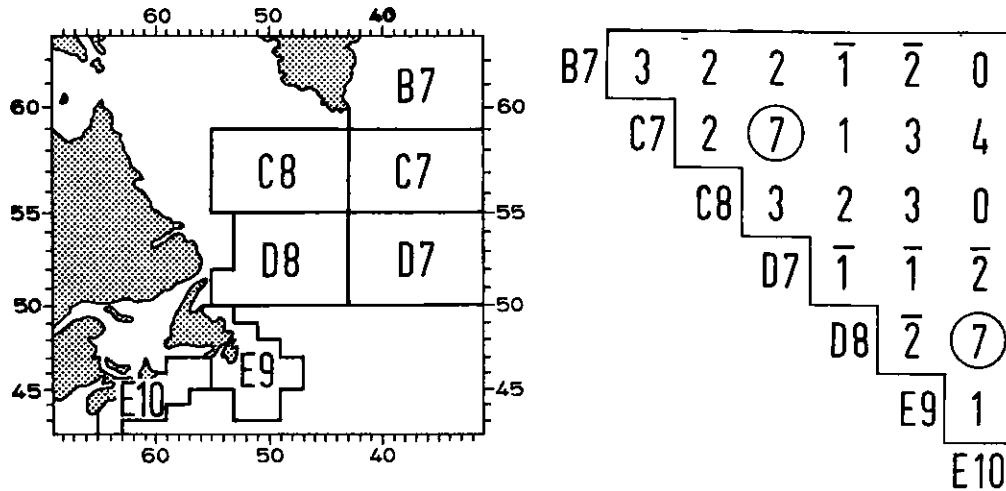 60 50 40
B7
60 60
C8 C7
55 55
D8 D7
50 50
E9
45 E10 45
60 50 40
B7 3 2 2 1̅ 2̅ 0
C7 2 7 1 3 4
C8 3 2 3 0
D7 1̅ 1̅ 2̅
D8 2̅ 7
E9 1
E10